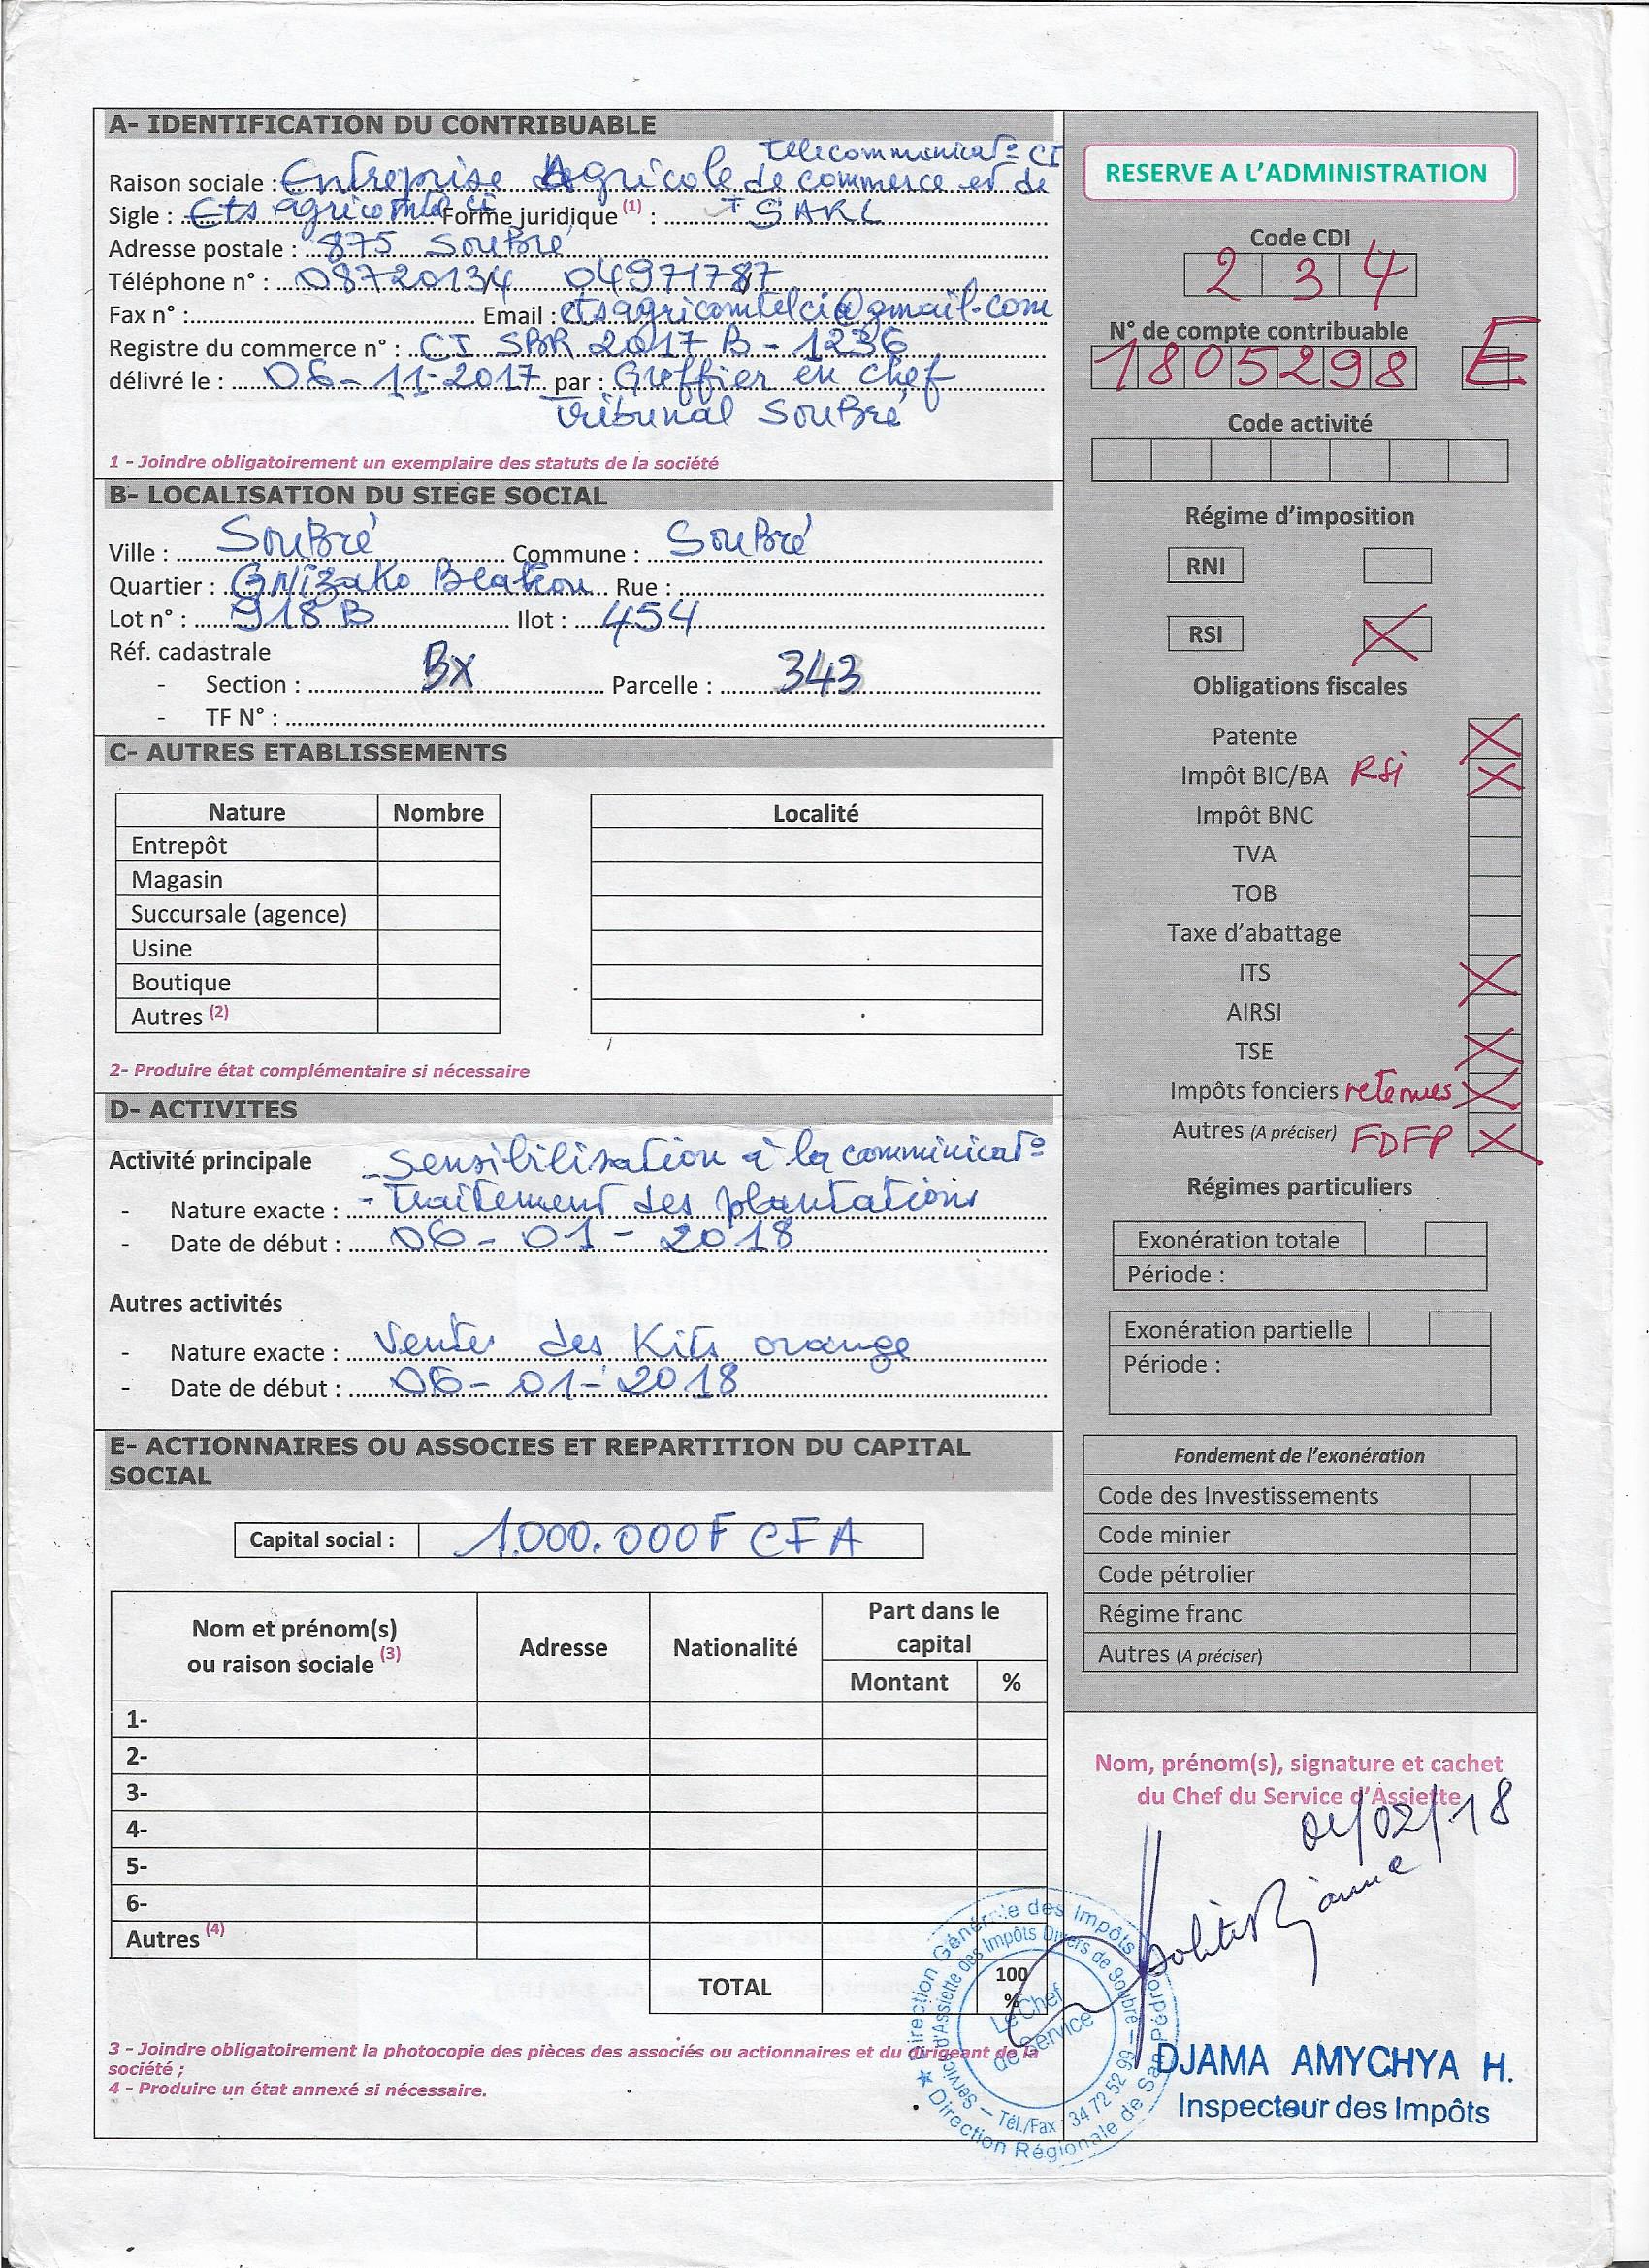 A- IDENTIFICATION DU CONTRIBUABLE
telecommunicat° CI
Raison sociale : Entreprise Agricole de commerce et de
Sigle : Ets agricomtel ci Forme juridique (1) : SARL
Adresse postale : 875 SouBré
Téléphone n° : 08720134 04971787
Fax n° : Email : etsagricomtelci@gmail.com
Registre du commerce n° : CI SBR 2017 B - 1236
délivré le : 06-11-2017 par : Greffier en chef
tribunal SouBré
1 - Joindre obligatoirement un exemplaire des statuts de la société
B- LOCALISATION DU SIEGE SOCIAL
Ville : SouBré Commune : SouBré
Quartier : GNizako Rue :
Lot n° : 918 B Ilot : 454
Réf. cadastrale
- Section : BX Parcelle : 343
- TF N° :
C- AUTRES ETABLISSEMENTS
Nature Nombre Localité
Entrepôt
Magasin
Succursale (agence)
Usine
Boutique
Autres (2)
2- Produire état complémentaire si nécessaire
D- ACTIVITES
Activité principale - Sensibilisation à la comminicat°
- Nature exacte : - traitement des plantations
- Date de début : 06 - 01 - 2018
Autres activités
- Nature exacte : Ventes des Kits orange
- Date de début : 06 - 01 - 2018
E- ACTIONNAIRES OU ASSOCIES ET REPARTITION DU CAPITAL
SOCIAL
Capital social : 1.000.000F CFA
Nom et prénom(s)
ou raison sociale (3)
Adresse
Nationalité
Part dans le
capital
Montant %
1-
2-
3-
4-
5-
6-
Autres (4)
TOTAL 100
%
3 - Joindre obligatoirement la photocopie des pièces des associés ou actionnaires et du dirigeant de la
société ;
4 - Produire un état annexé si nécessaire.
RESERVE A L’ADMINISTRATION
Code CDI
2 3 4
N° de compte contribuable
1805298 E
Code activité
Régime d’imposition
RNI
RSI X
Obligations fiscales
Patente X
Impôt BIC/BA RSi X
Impôt BNC
TVA
TOB
Taxe d’abattage
ITS X
AIRSI
TSE X
Impôts fonciers retenues X
Autres (A préciser) FDFP X
Régimes particuliers
Exonération totale
Période :
Exonération partielle
Période :
Fondement de l’exonération
Code des Investissements
Code minier
Code pétrolier
Régime franc
Autres (A préciser)
Nom, prénom(s), signature et cachet
du Chef du Service d’Assiette
/02/18
Direction Générale des Impôts
Service d'Assiette des Impôts Divers de Soubré
Tél./Fax 34 72 52 99
Direction Régionale de San Pédro
Le Chef
de Service
DJAMA AMYCHYA H.
Inspecteur des Impôts